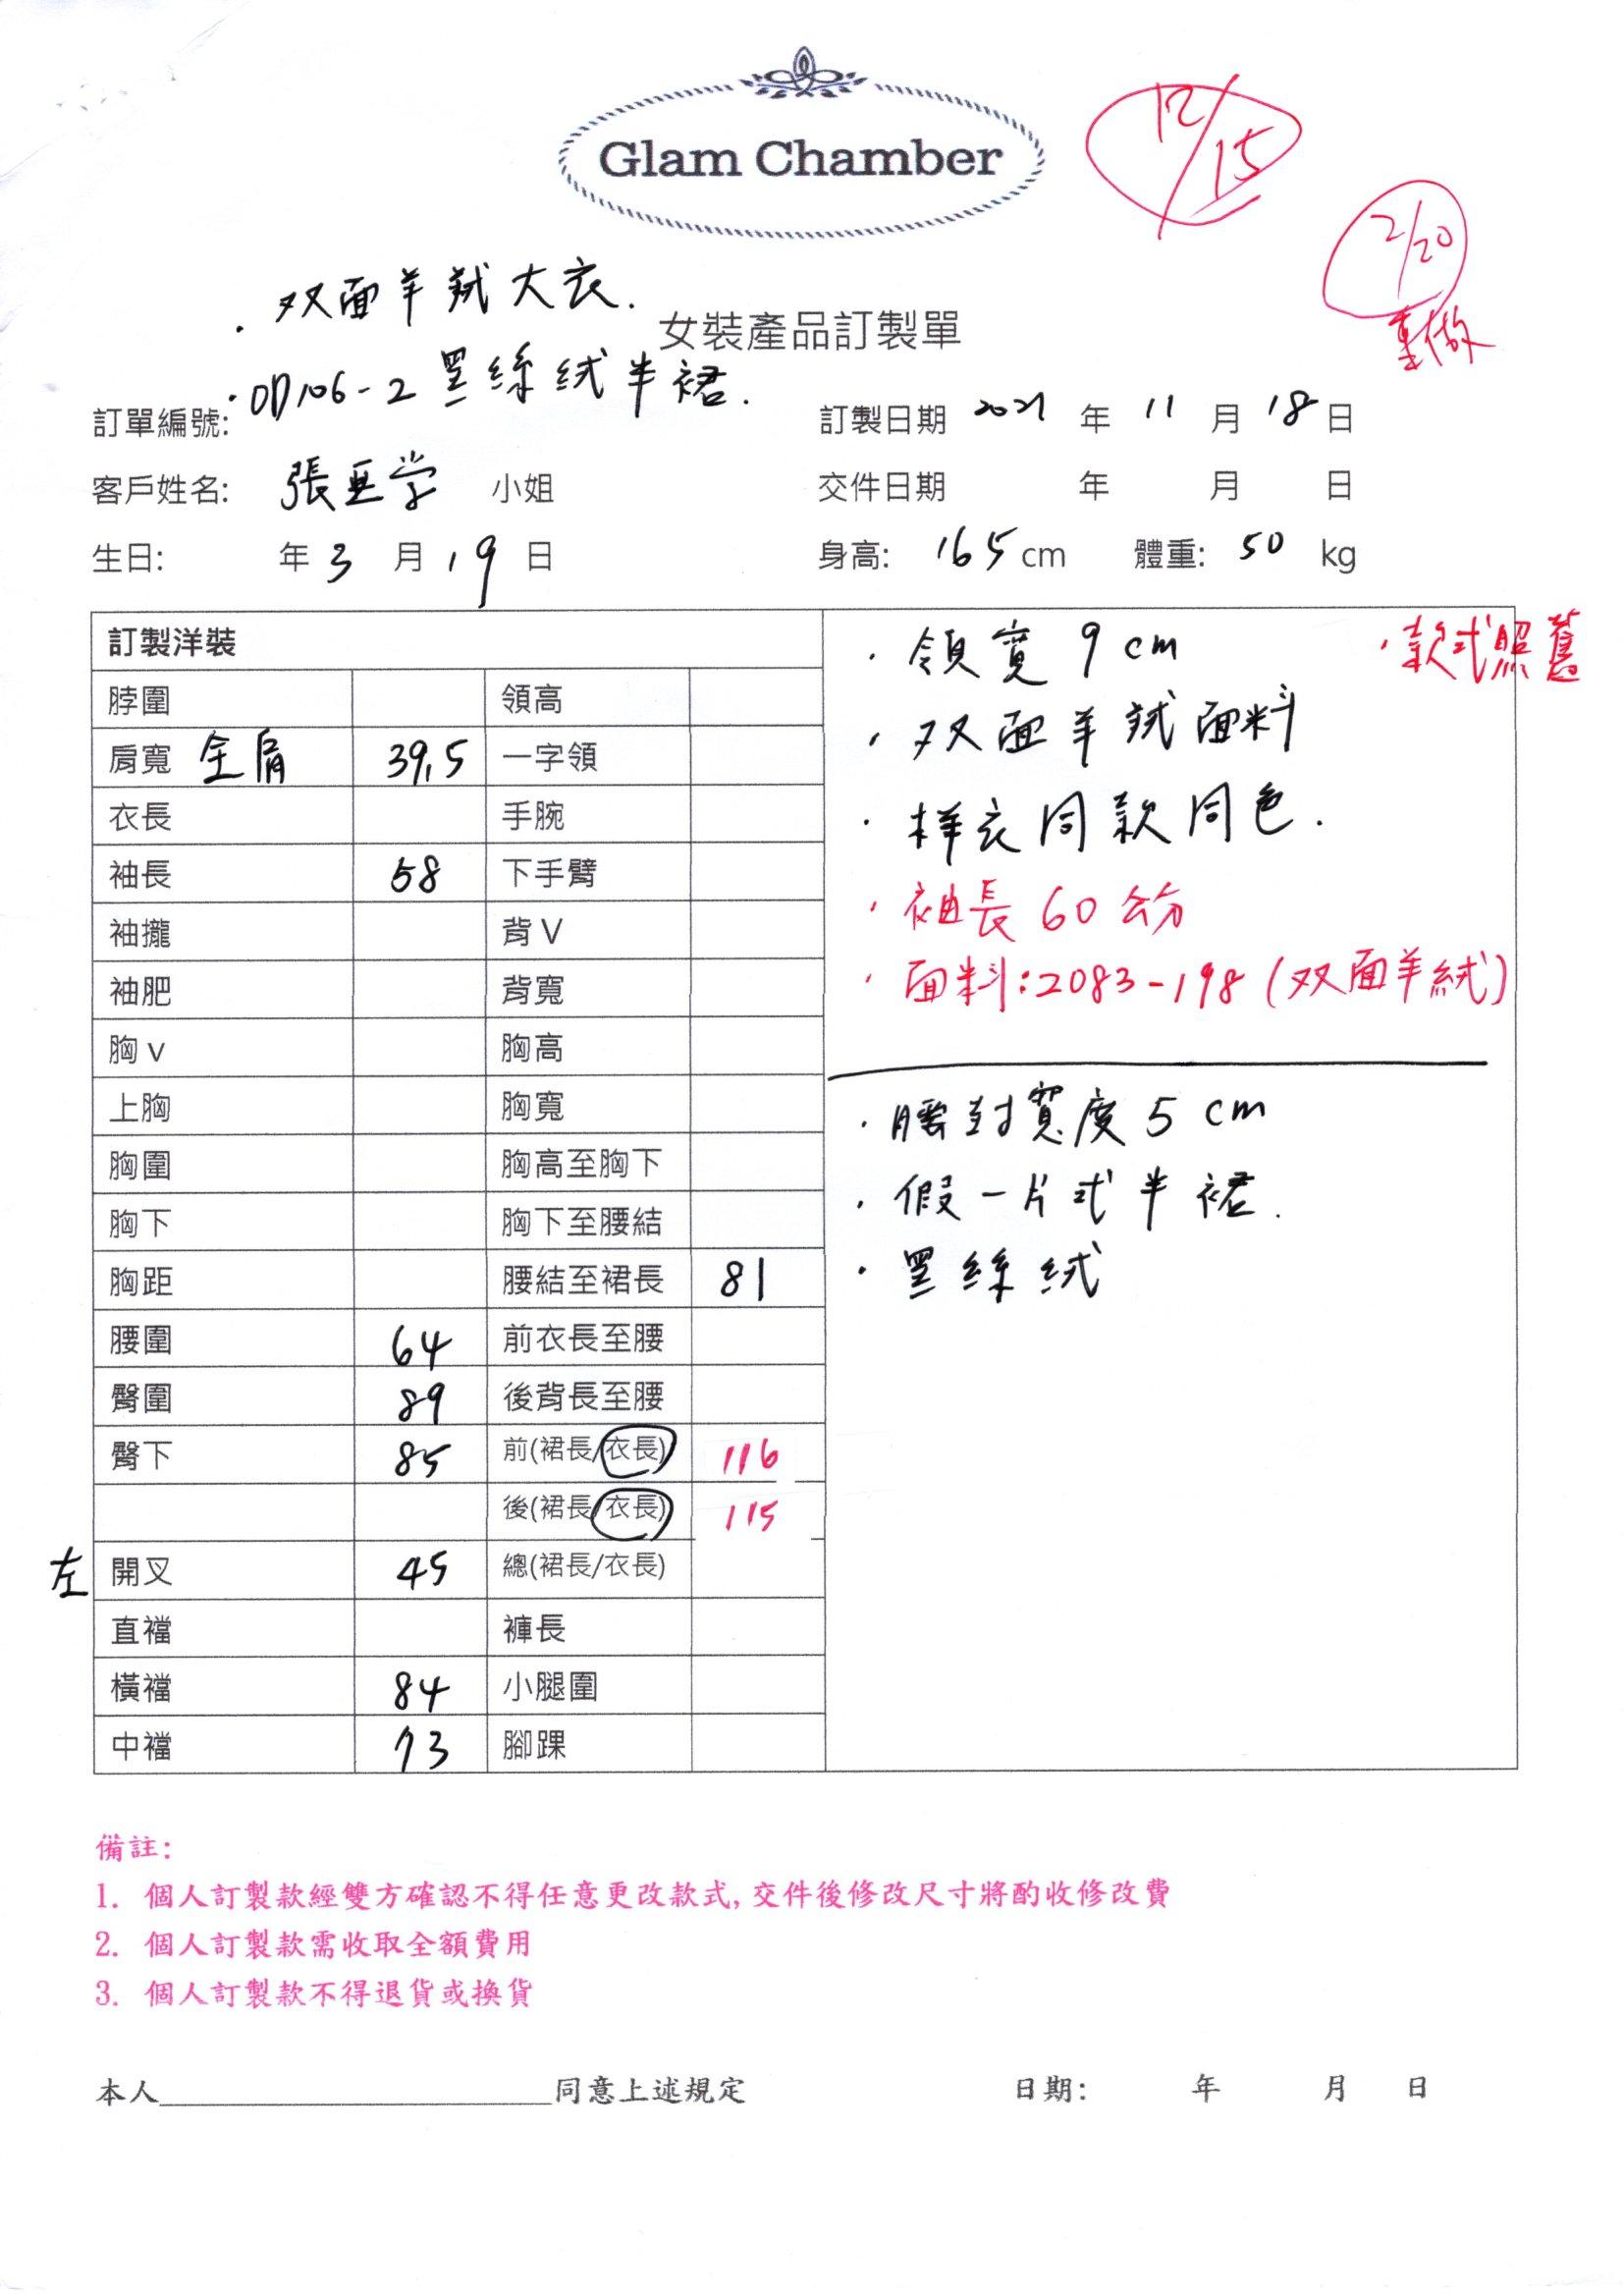 Glam Chamber
12/15
2/20
重做
·双面羊絨大衣.
女裝產品訂製單
·OD106-2 黑絲絨半裙.
訂單編號:
訂製日期 2021 年 11 月 18 日
客戶姓名: 張亚学 小姐
交件日期 年 月 日
生日: 年 3 月 19 日
身高: 165 cm 體重: 50 kg
訂製洋裝
脖圍 領高
肩寬 全肩 39.5 一字領
衣長 手腕
袖長 58 下手臂
袖攏 背V
袖肥 背寬
胸v 胸高
上胸 胸寬
胸圍 胸高至胸下
胸下 胸下至腰結
胸距 腰結至裙長 81
腰圍 64 前衣長至腰
臀圍 89 後背長至腰
臀下 85 前(裙長/衣長) 116
後(裙長/衣長) 115
左 開叉 45 總(裙長/衣長)
直襠 褲長
橫襠 84 小腿圍
中襠 73 腳踝
·領寬 9cm
·款式照舊
·双面羊絨面料
·样衣同款同色.
·袖長60公分
·面料:2083-198(双面羊絨)
·腰封寬度 5cm
·假一片式半裙.
·黑絲絨
備註:
1. 個人訂製款經雙方確認不得任意更改款式,交件後修改尺寸將酌收修改費
2. 個人訂製款需收取全額費用
3. 個人訂製款不得退貨或換貨
本人____________________同意上述規定 日期: 年 月 日